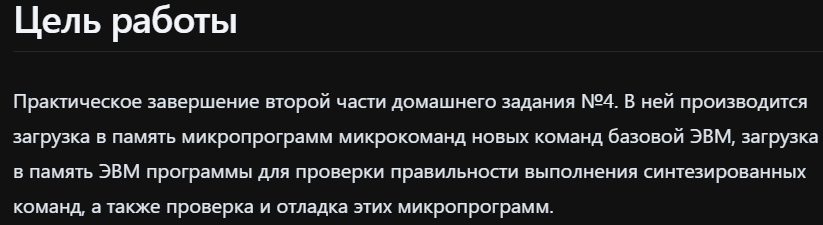 Цель работы
Практическое завершение второй части домашнего задания №4. В ней производится
загрузка в память микропрограмм микрокоманд новых команд базовой ЭВМ, загрузка
в память ЭВМ программы для проверки правильности выполнения синтезированных
команд, а также проверка и отладка этих микропрограмм.